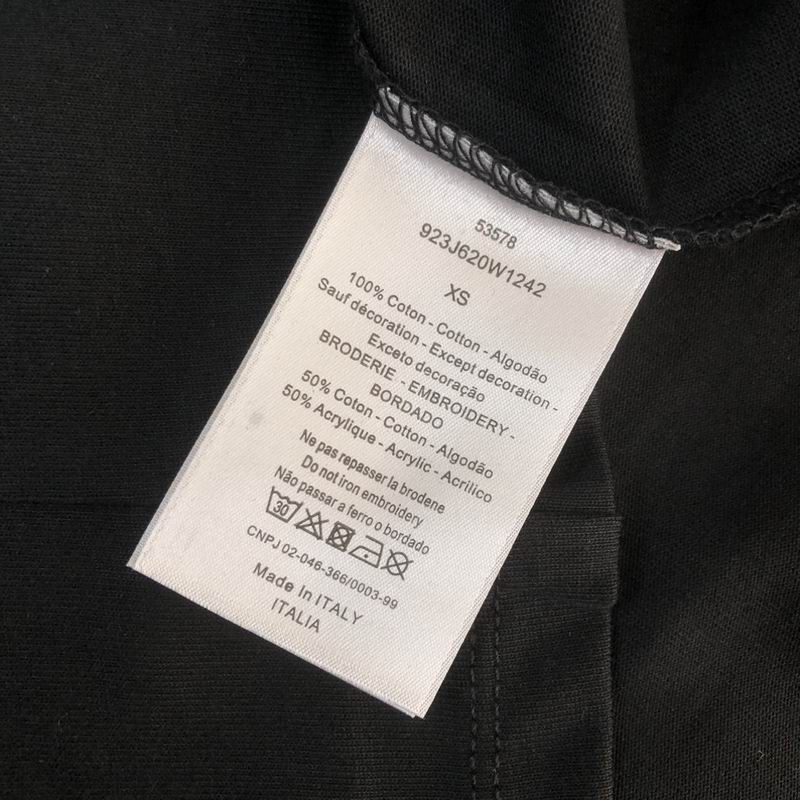 53578
923J620W1242
XS
100% Coton - Cotton - Algodão
Sauf décoration - Except decoration -
Exceto decoração
BRODERIE - EMBROIDERY -
BORDADO
50% Coton - Cotton - Algodão
50% Acrylique - Acrylic - Acrilico
Ne pas repasser la brodene
Do not iron embroidery
Não passar a ferro o bordado
30
CNPJ 02-046-366/0003-99
Made In ITALY
ITALIA